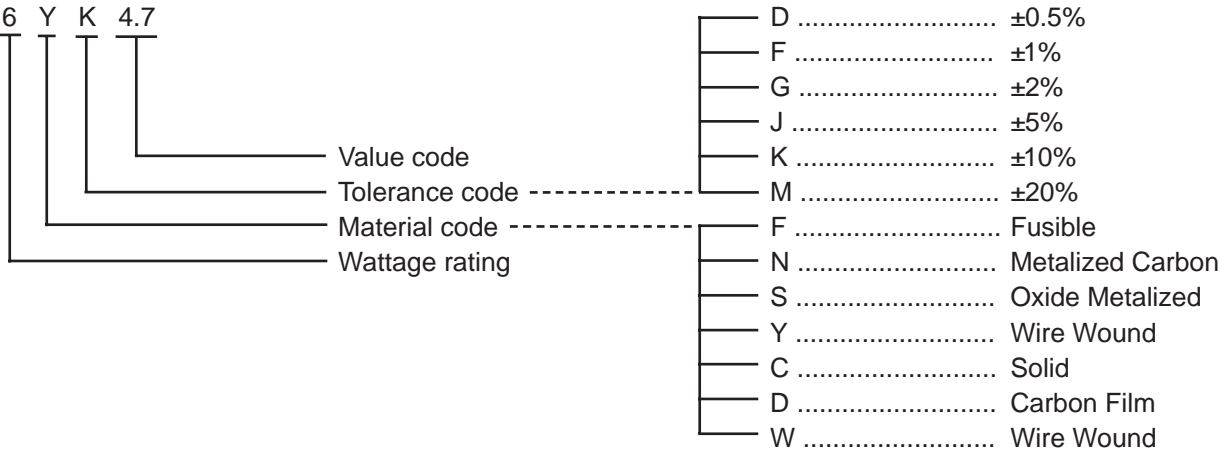 6 Y K 4.7
D ........................... ±0.5%
F ........................... ±1%
G ........................... ±2%
J ............................ ±5%
Value code K ........................... ±10%
Tolerance code M ........................... ±20%
Material code F ............................ Fusible
Wattage rating N ........................... Metalized Carbon
S ........................... Oxide Metalized
Y ........................... Wire Wound
C ........................... Solid
D ........................... Carbon Film
W .......................... Wire Wound